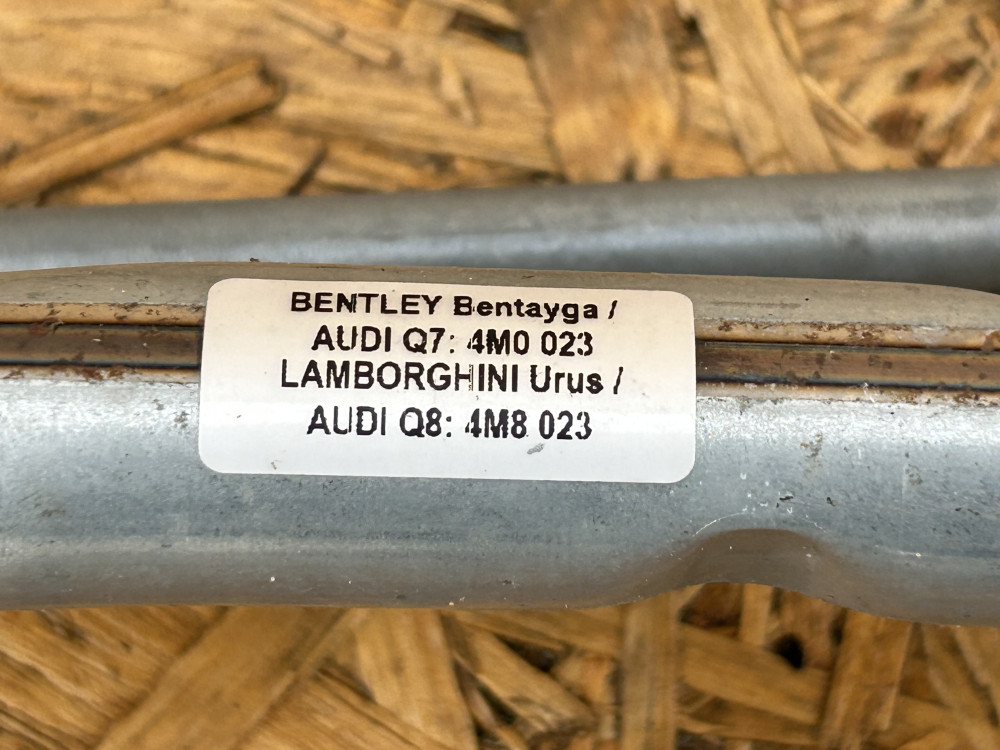 BENTLEY Bentayga /
AUDI Q7: 4M0 023
LAMBORGHINI Urus /
AUDI Q8: 4M8 023